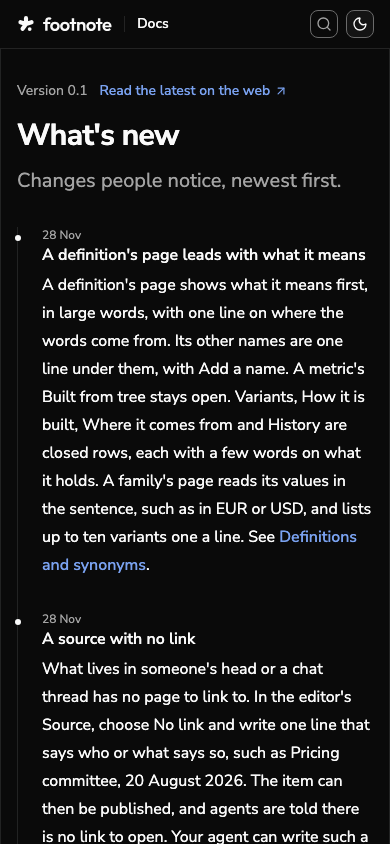 footnote
Docs
Version 0.1 Read the latest on the web ↗
What's new
Changes people notice, newest first.
28 Nov
A definition's page leads with what it means
A definition's page shows what it means first,
in large words, with one line on where the
words come from. Its other names are one
line under them, with Add a name. A metric's
Built from tree stays open. Variants, How it is
built, Where it comes from and History are
closed rows, each with a few words on what
it holds. A family's page reads its values in
the sentence, such as in EUR or USD, and lists
up to ten variants one a line. See Definitions
and synonyms.
28 Nov
A source with no link
What lives in someone's head or a chat
thread has no page to link to. In the editor's
Source, choose No link and write one line that
says who or what says so, such as Pricing
committee, 20 August 2026. The item can
then be published, and agents are told there
is no link to open. Your agent can write such a